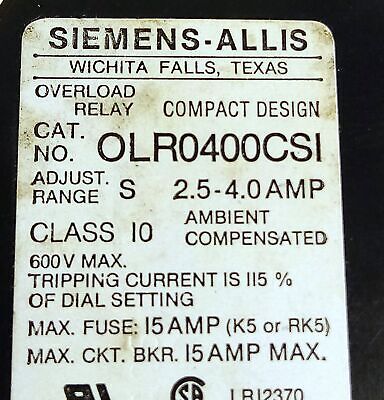 SIEMENS-ALLIS
WICHITA FALLS, TEXAS
OVERLOAD RELAY COMPACT DESIGN
CAT. NO. OLR0400CSI
ADJUST. RANGE S 2.5-4.0 AMP
CLASS 10 AMBIENT COMPENSATED
600V MAX.
TRIPPING CURRENT IS 115 %
OF DIAL SETTING
MAX. FUSE: 15 AMP (K5 or RK5)
MAX. CKT. BKR. 15 AMP MAX.
UL SA LR12370